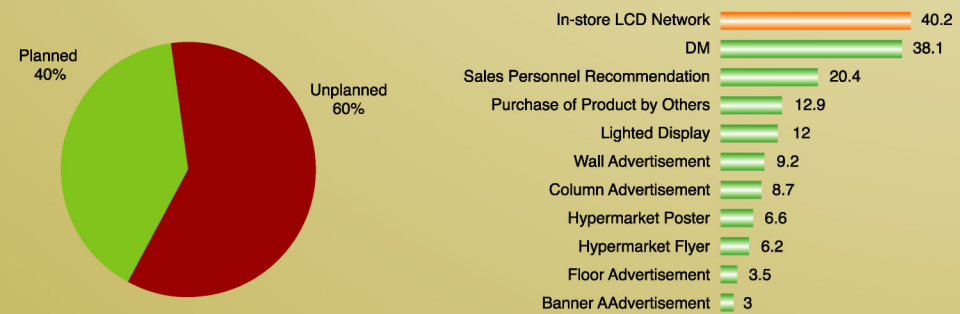 Planned
40%
Unplanned
60%
In-store LCD Network 40.2
DM 38.1
Sales Personnel Recommendation 20.4
Purchase of Product by Others 12.9
Lighted Display 12
Wall Advertisement 9.2
Column Advertisement 8.7
Hypermarket Poster 6.6
Hypermarket Flyer 6.2
Floor Advertisement 3.5
Banner AAdvertisement 3